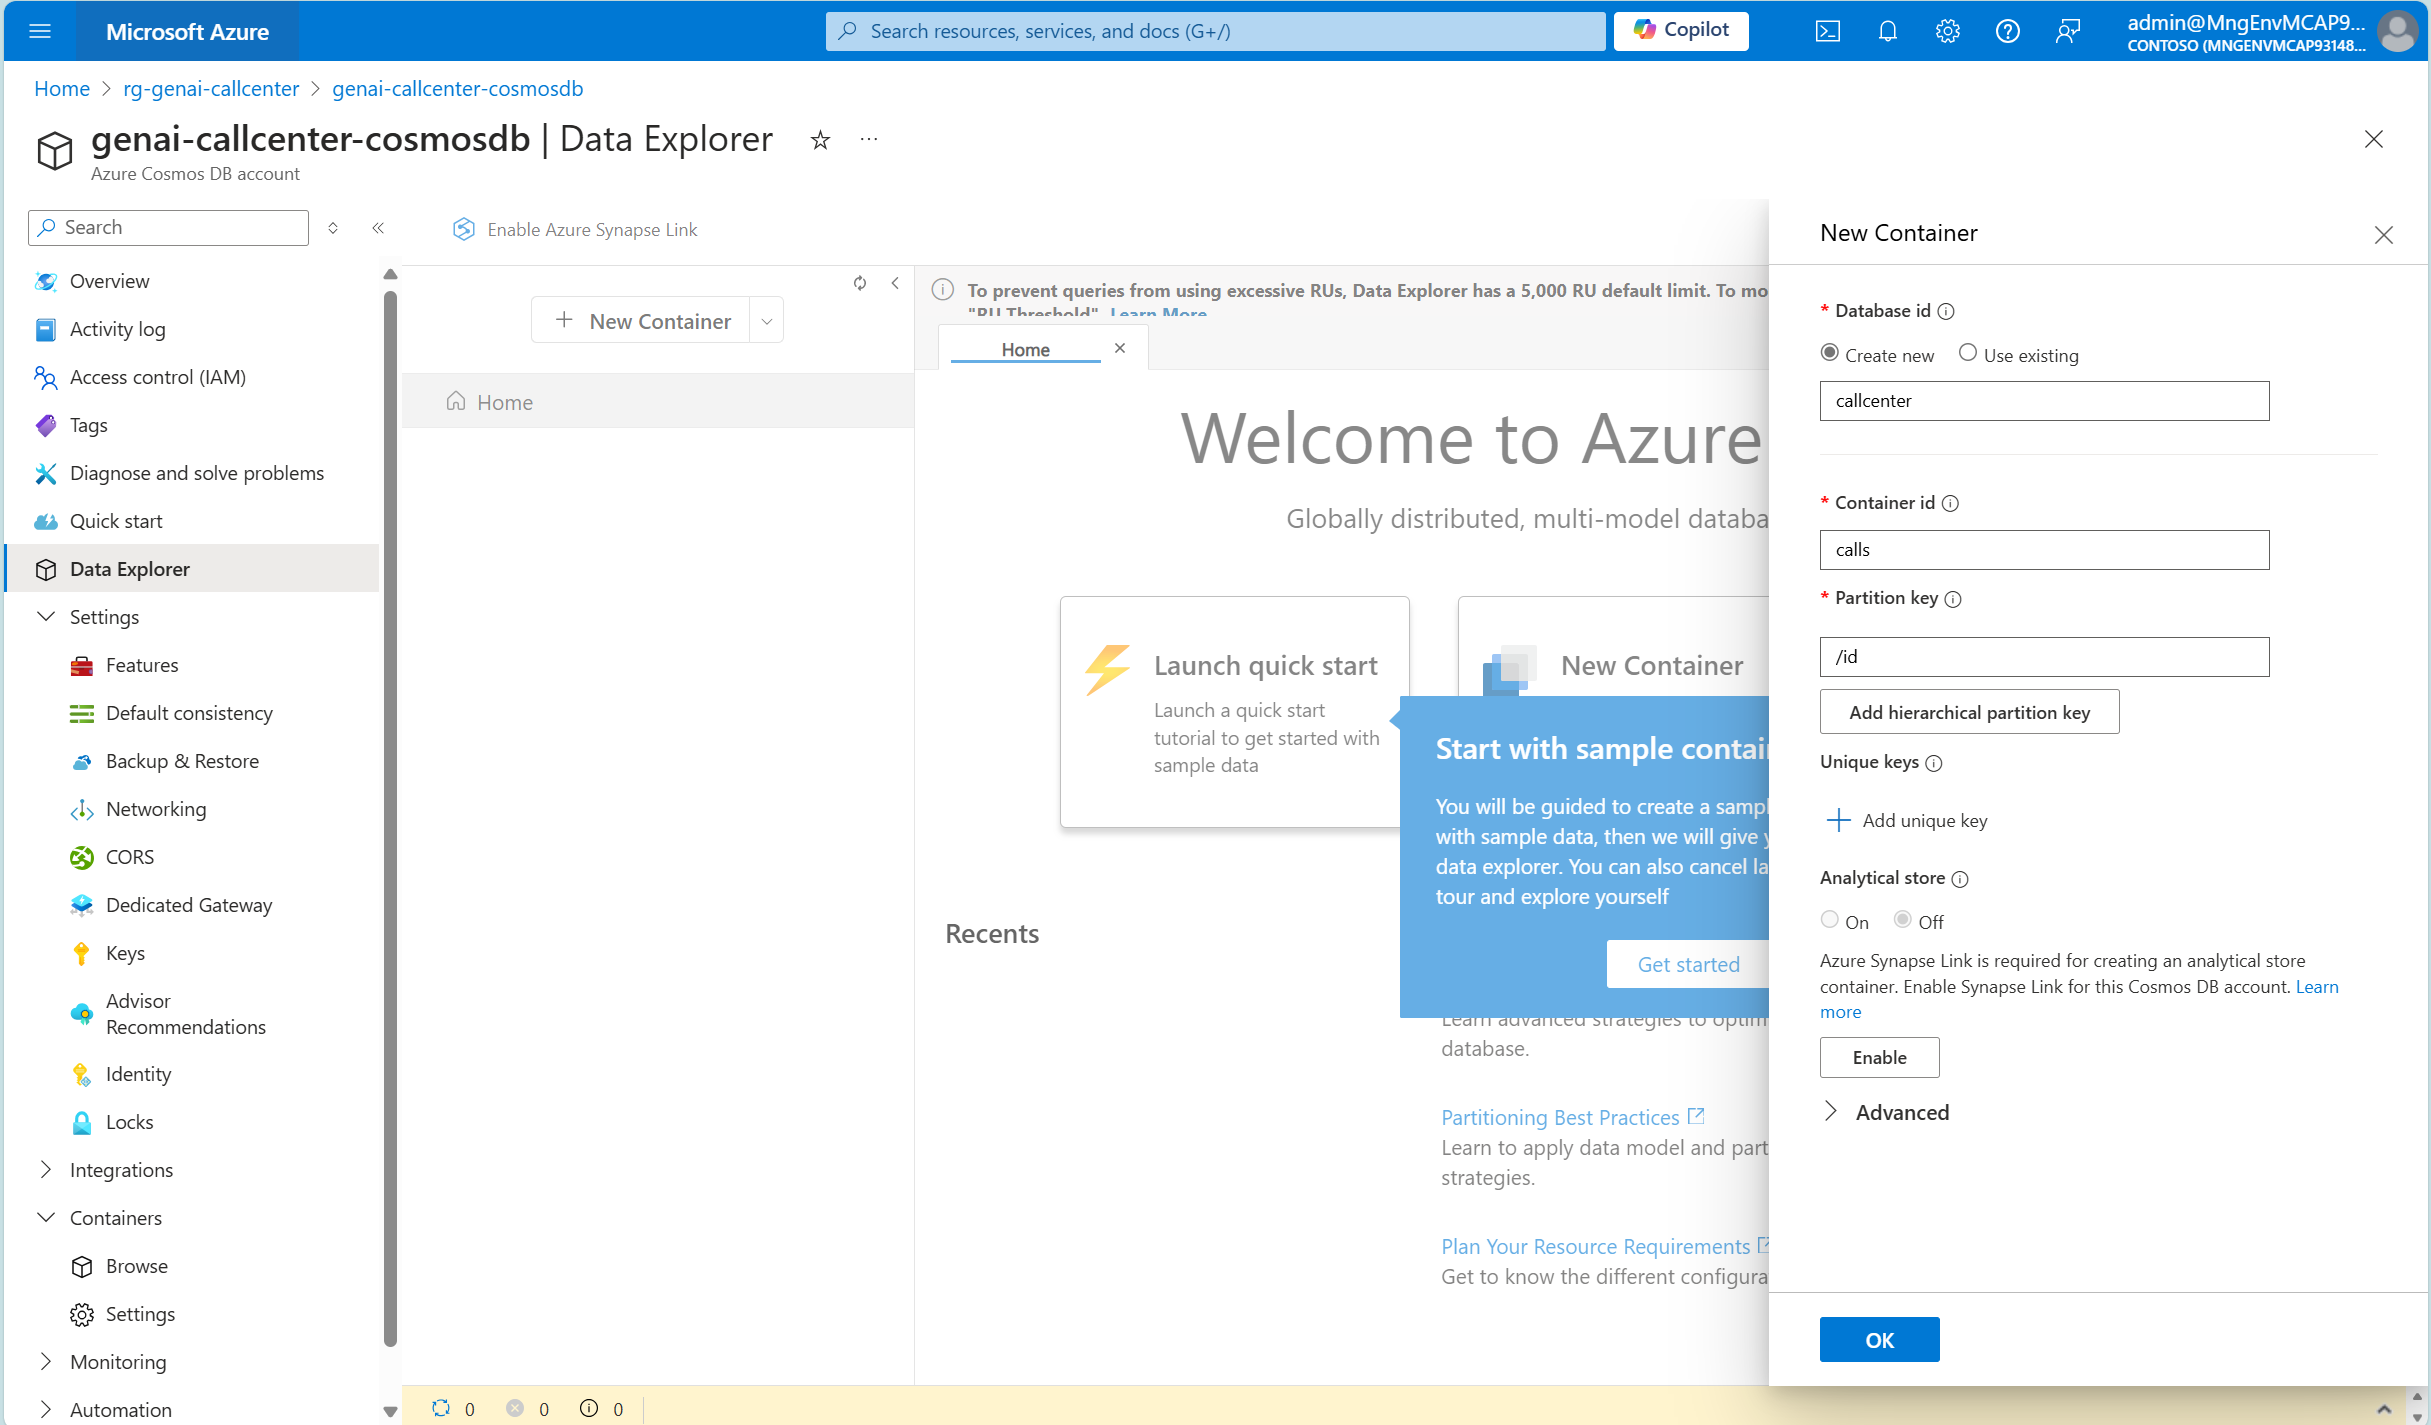 Microsoft Azure
Search resources, services, and docs (G+/)
Copilot
admin@MngEnvMCAP9...
CONTOSO (MNGENVMCAP93148...
Home > rg-genai-callcenter > genai-callcenter-cosmosdb
genai-callcenter-cosmosdb | Data Explorer
Azure Cosmos DB account
Search
Overview
Activity log
Access control (IAM)
Tags
Diagnose and solve problems
Quick start
Data Explorer
Settings
Features
Default consistency
Backup & Restore
Networking
CORS
Dedicated Gateway
Keys
Advisor
Recommendations
Identity
Locks
Integrations
Containers
Browse
Settings
Monitoring
Automation
Enable Azure Synapse Link
New Container
Home
To prevent queries from using excessive RUs, Data Explorer has a 5,000 RU default limit. To mo
"RU Threshold". Learn More
Home
Welcome to Azure
Globally distributed, multi-model databa
Launch quick start
Launch a quick start
tutorial to get started with
sample data
New Container
Start with sample contai
You will be guided to create a sampl
with sample data, then we will give y
data explorer. You can also cancel la
tour and explore yourself
Get started
Recents
Learn advanced strategies to optim
database.
Partitioning Best Practices
Learn to apply data model and part
strategies.
Plan Your Resource Requirements
Get to know the different configura
0 0 0
New Container
* Database id
Create new Use existing
callcenter
* Container id
calls
* Partition key
/id
Add hierarchical partition key
Unique keys
Add unique key
Analytical store
On Off
Azure Synapse Link is required for creating an analytical store
container. Enable Synapse Link for this Cosmos DB account. Learn
more
Enable
Advanced
OK